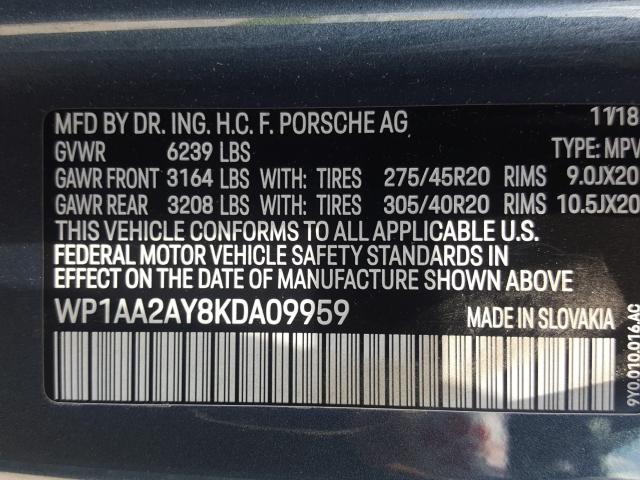 MFD BY DR. ING. H.C. F. PORSCHE AG 11/18
GVWR 6239 LBS TYPE: MPV
GAWR FRONT 3164 LBS WITH: TIRES 275/45R20 RIMS 9.0JX20
GAWR REAR 3208 LBS WITH: TIRES 305/40R20 RIMS 10.5JX20
THIS VEHICLE CONFORMS TO ALL APPLICABLE U.S.
FEDERAL MOTOR VEHICLE SAFETY STANDARDS IN
EFFECT ON THE DATE OF MANUFACTURE SHOWN ABOVE
WP1AA2AY8KDA09959 MADE IN SLOVAKIA
9Y0.010.016AC